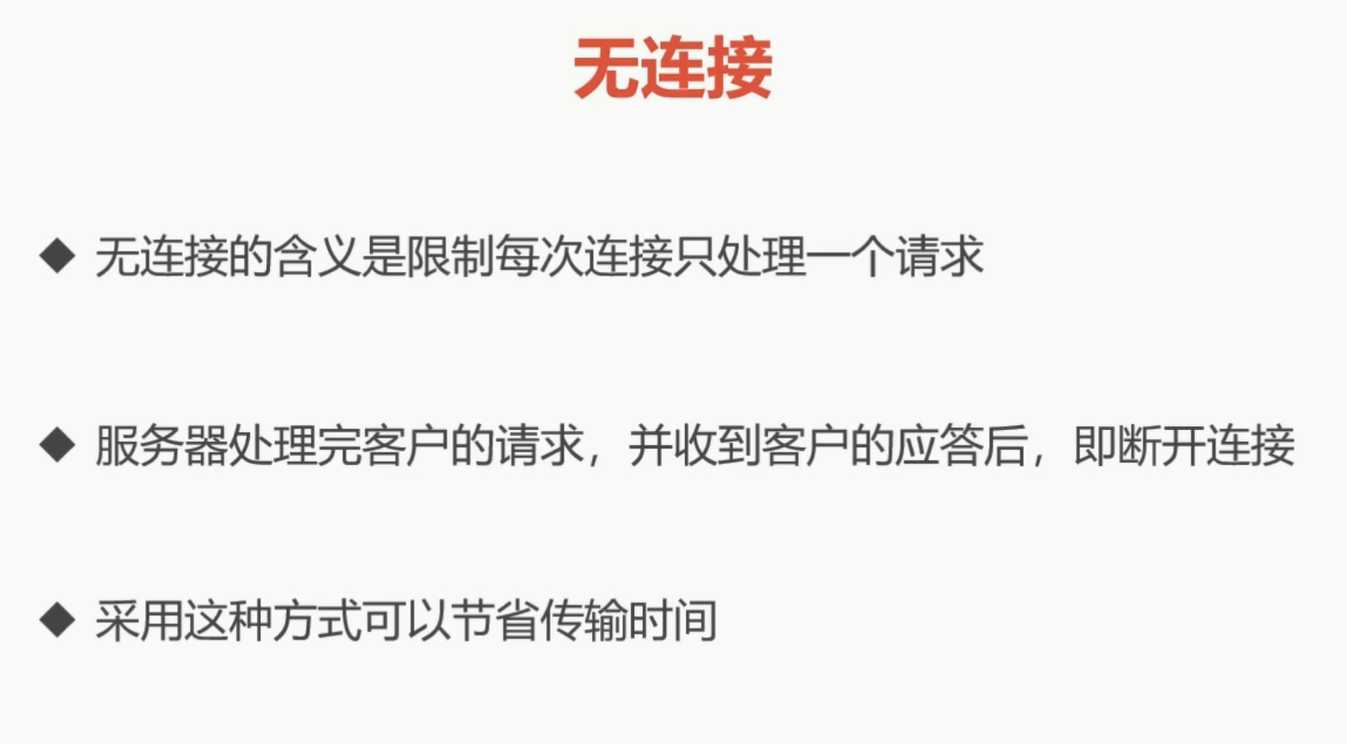 无连接
◆ 无连接的含义是限制每次连接只处理一个请求
◆ 服务器处理完客户的请求，并收到客户的应答后，即断开连接
◆ 采用这种方式可以节省传输时间